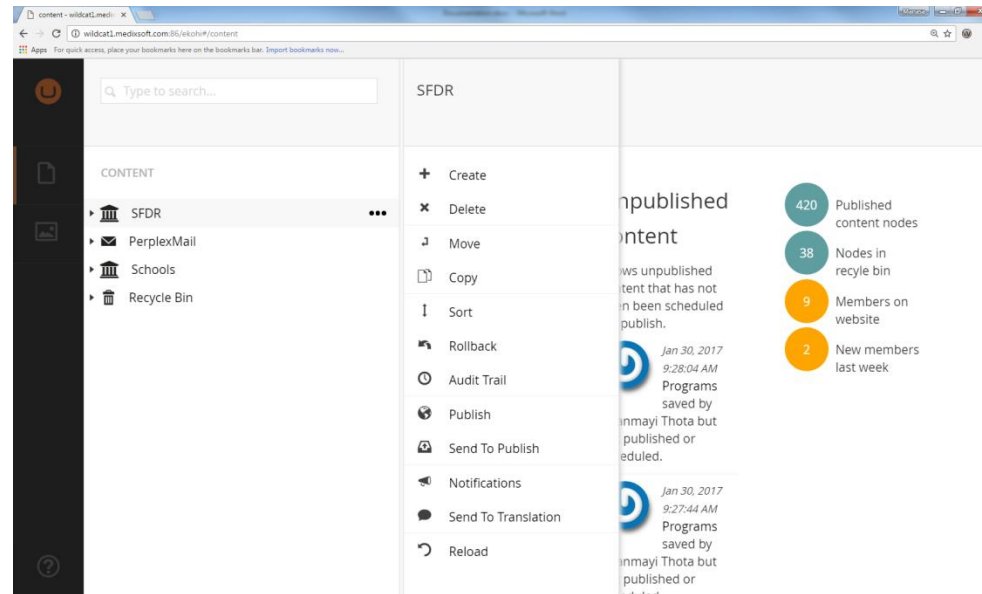 content - wildcat1.medix
wildcat1.medixsoft.com:86/ekohi#/content
Apps For quick access, place your bookmarks here on the bookmarks bar. Import bookmarks now...
Type to search...
CONTENT
SFDR
PerplexMail
Schools
Recycle Bin
SFDR
Create
Delete
Move
Copy
Sort
Rollback
Audit Trail
Publish
Send To Publish
Notifications
Send To Translation
Reload
npublished
ntent
ows unpublished
tent that has not
n been scheduled
publish.
Jan 30, 2017
9:28:04 AM
Programs
saved by
anmayi Thota but
published or
eduled.
Jan 30, 2017
9:27:44 AM
Programs
saved by
anmayi Thota but
published or
420 Published
content nodes
38 Nodes in
recyle bin
9 Members on
website
2 New members
last week